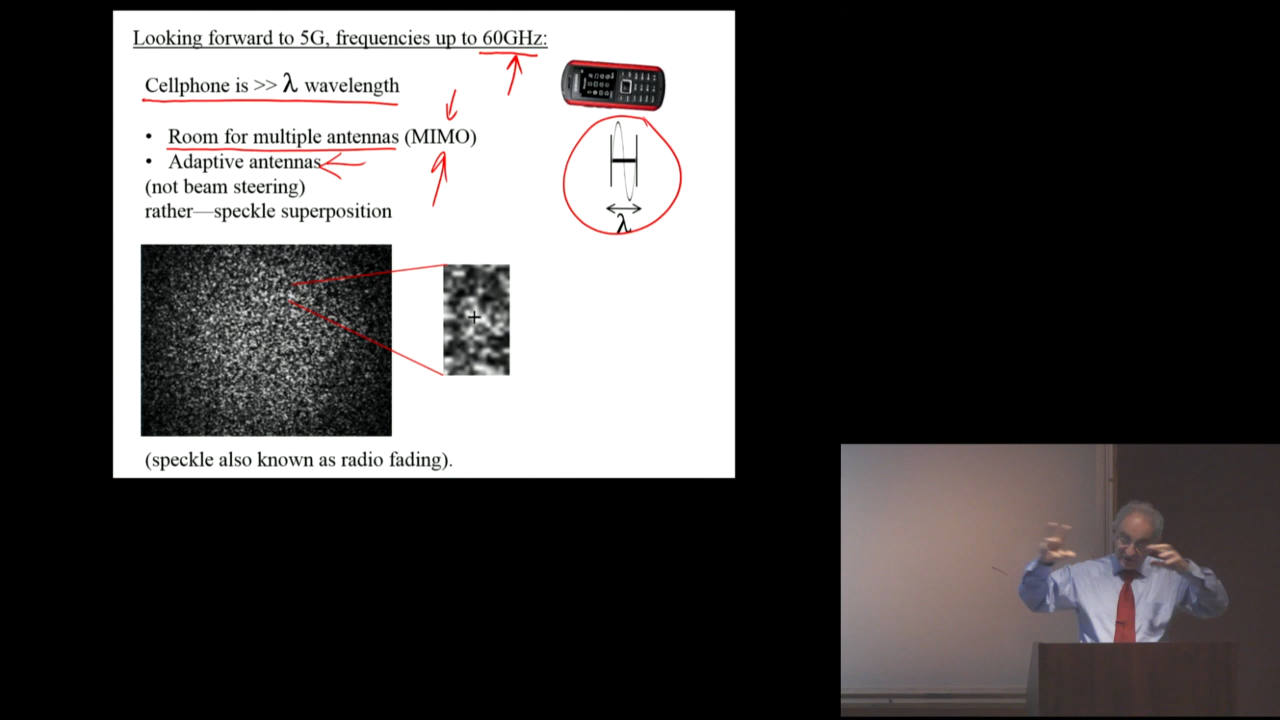 Looking forward to 5G, frequencies up to 60GHz:
Cellphone is >> λ wavelength
• Room for multiple antennas (MIMO)
• Adaptive antennas
(not beam steering)
rather—speckle superposition
λ
(speckle also known as radio fading).